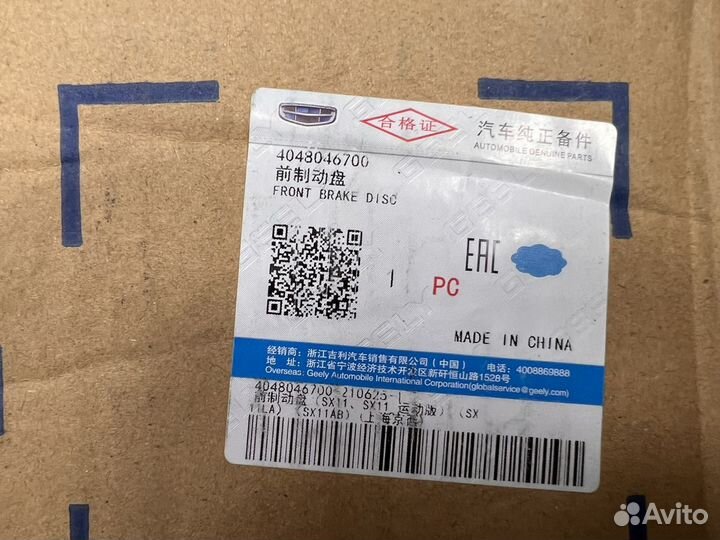 合格证
汽车纯正备件
AUTOMOBILE GENUINE PARTS
4048046700
前制动盘
FRONT BRAKE DISC
EAC
1 PC
MADE IN CHINA
经销商：浙江吉利汽车销售有限公司（中国） 电话：4008869888
地 址：浙江省宁波经济技术开发区新矸恒山路1528号
Overseas: Geely Automobile International Corporation(globalservice@geely.com)
4048046700-210625-1
前制动盘（SX11、SX11 运动版）（SX
11LA）（SX11AB）(上海京西)
GEELY
Avito